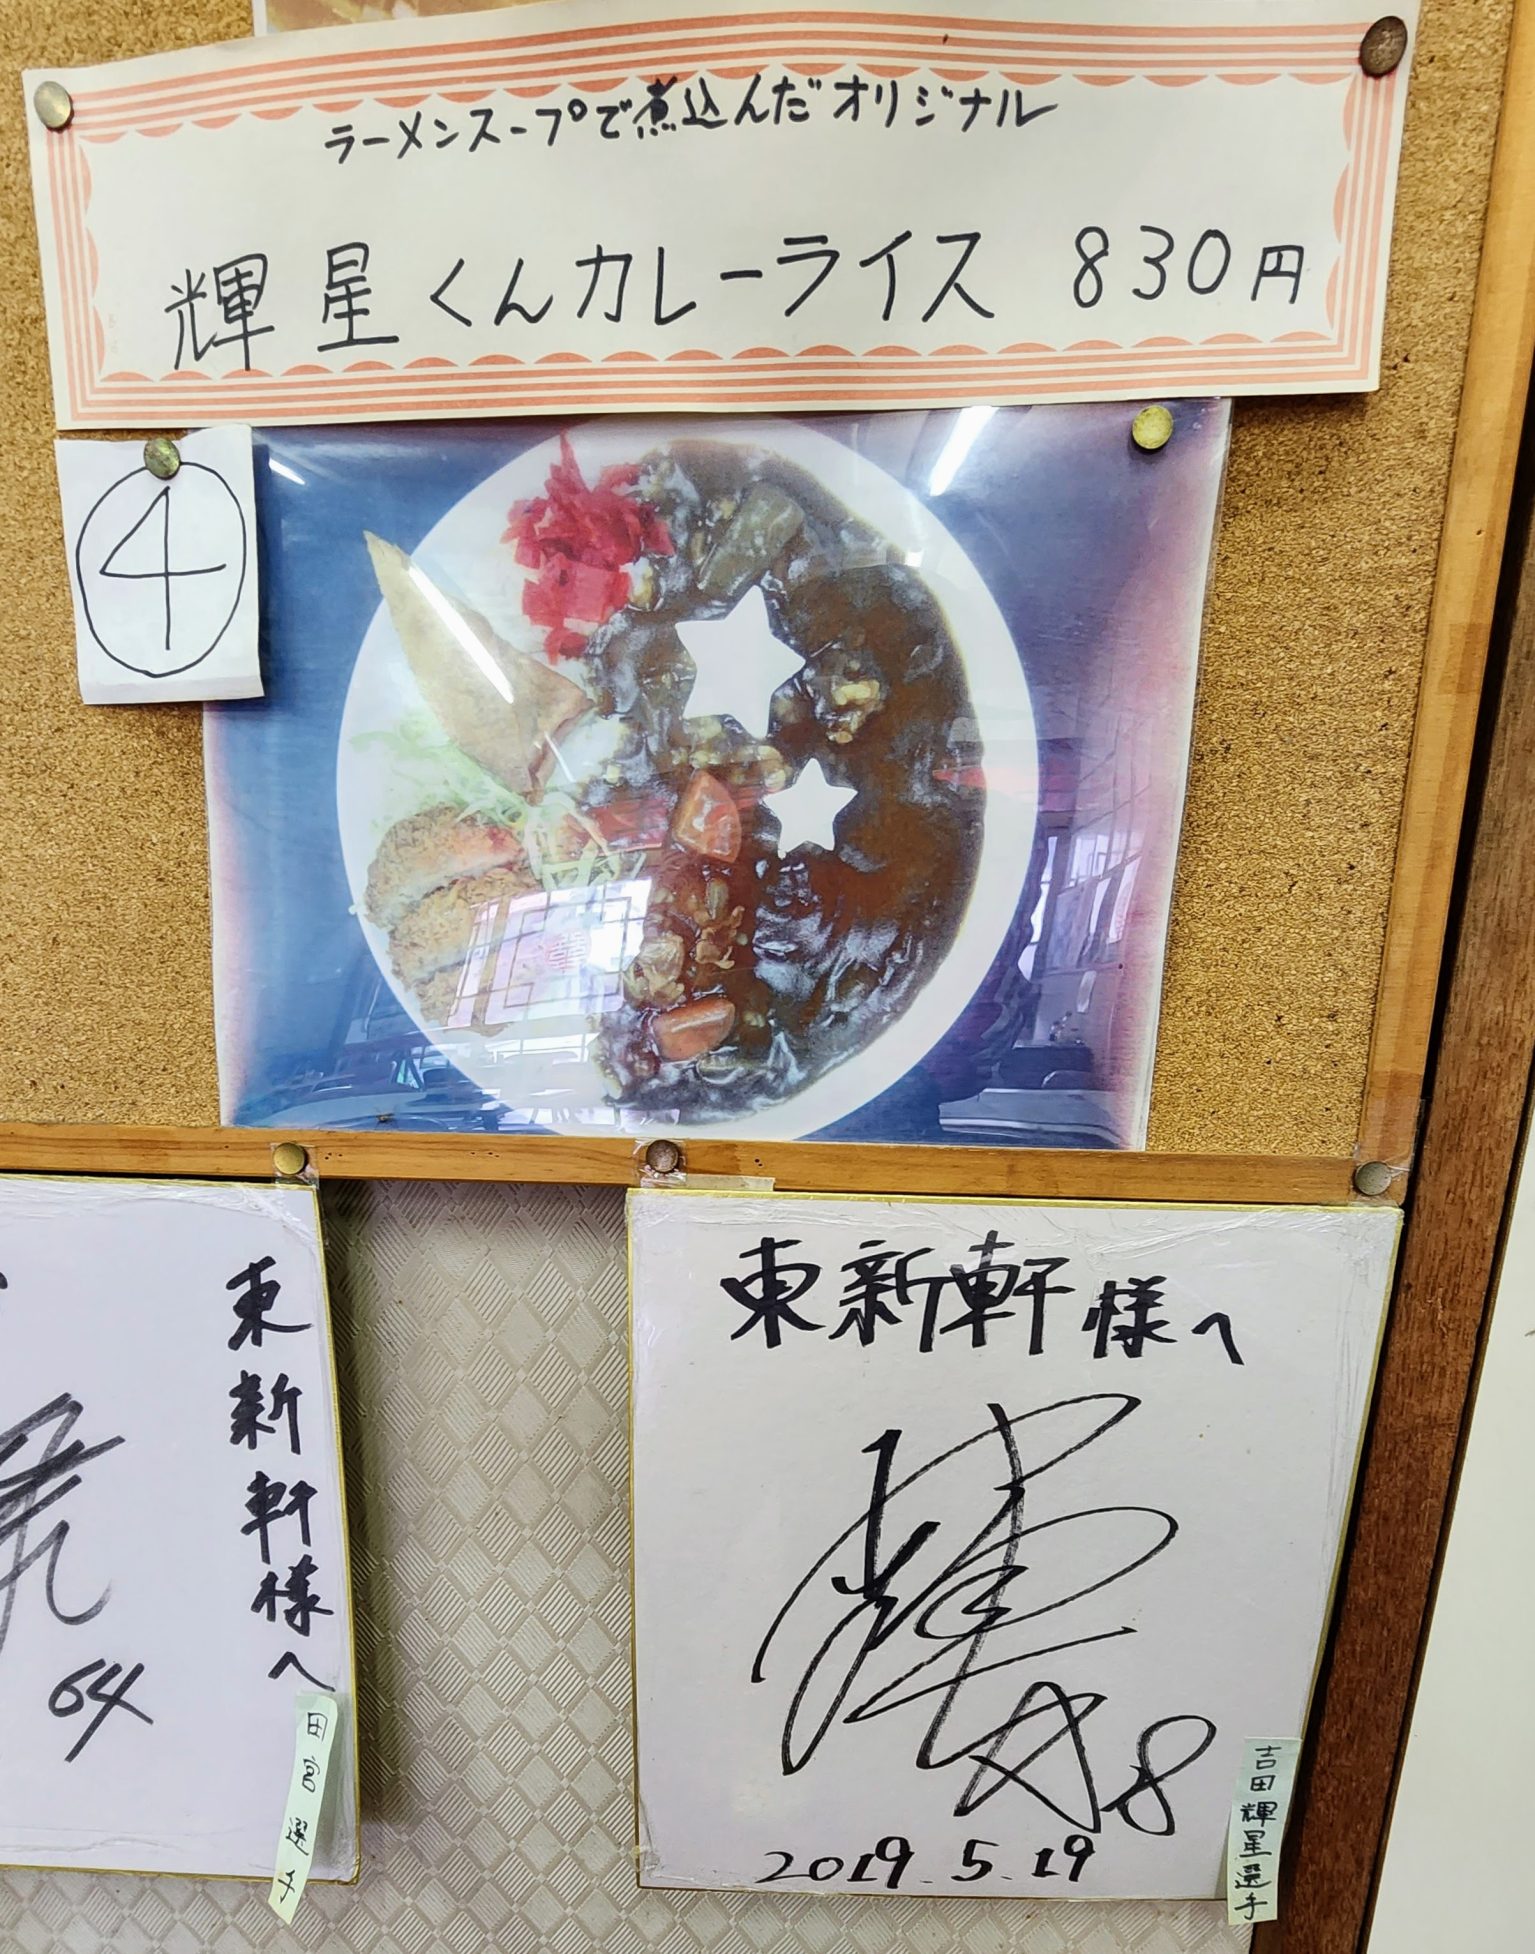 ラーメンスープで煮込んだオリジナル
輝星くんカレーライス 830円
④
東新軒様へ
64
田宮選手
東新軒様へ
18
2019.5.19
吉田輝星選手